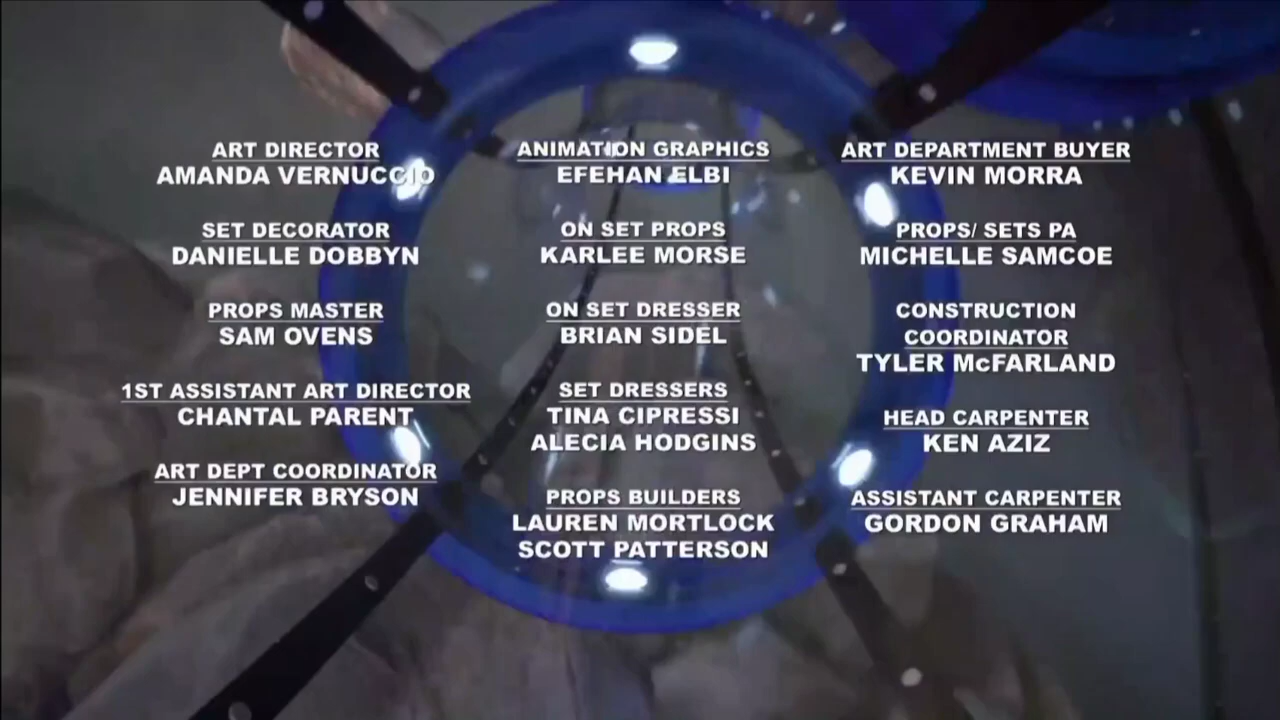 ART DIRECTOR
AMANDA VERNUCCIO
SET DECORATOR
DANIELLE DOBBYN
PROPS MASTER
SAM OVENS
1ST ASSISTANT ART DIRECTOR
CHANTAL PARENT
ART DEPT COORDINATOR
JENNIFER BRYSON
ANIMATION GRAPHICS
EFEHAN ELBI
ON SET PROPS
KARLEE MORSE
ON SET DRESSER
BRIAN SIDEL
SET DRESSERS
TINA CIPRESSI
ALECIA HODGINS
PROPS BUILDERS
LAUREN MORTLOCK
SCOTT PATTERSON
ART DEPARTMENT BUYER
KEVIN MORRA
PROPS/ SETS PA
MICHELLE SAMCOE
CONSTRUCTION
COORDINATOR
TYLER McFARLAND
HEAD CARPENTER
KEN AZIZ
ASSISTANT CARPENTER
GORDON GRAHAM